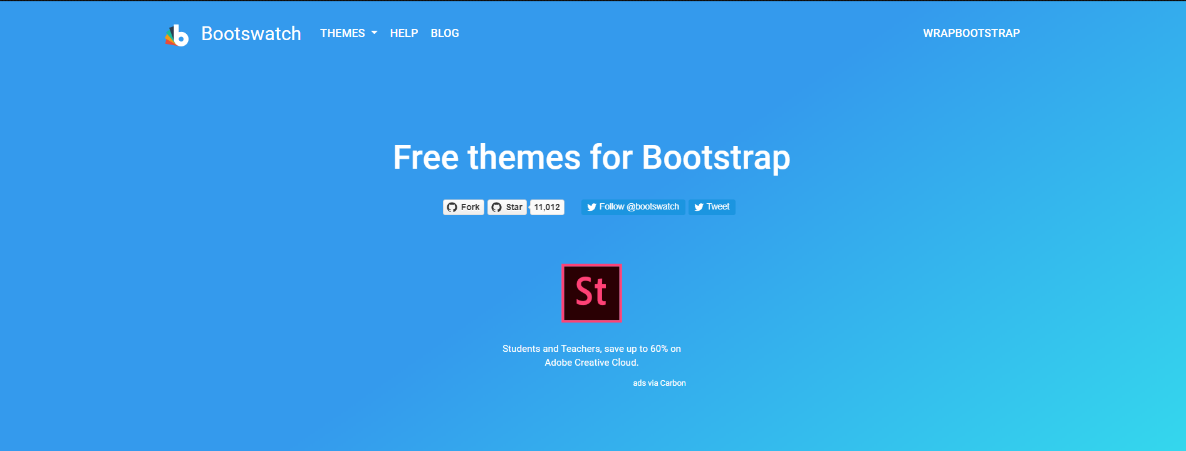 Bootswatch THEMES HELP BLOG WRAPBOOTSTRAP
Free themes for Bootstrap
Fork Star 11,012 Follow @bootswatch Tweet
St
Students and Teachers, save up to 60% on
Adobe Creative Cloud.
ads via Carbon